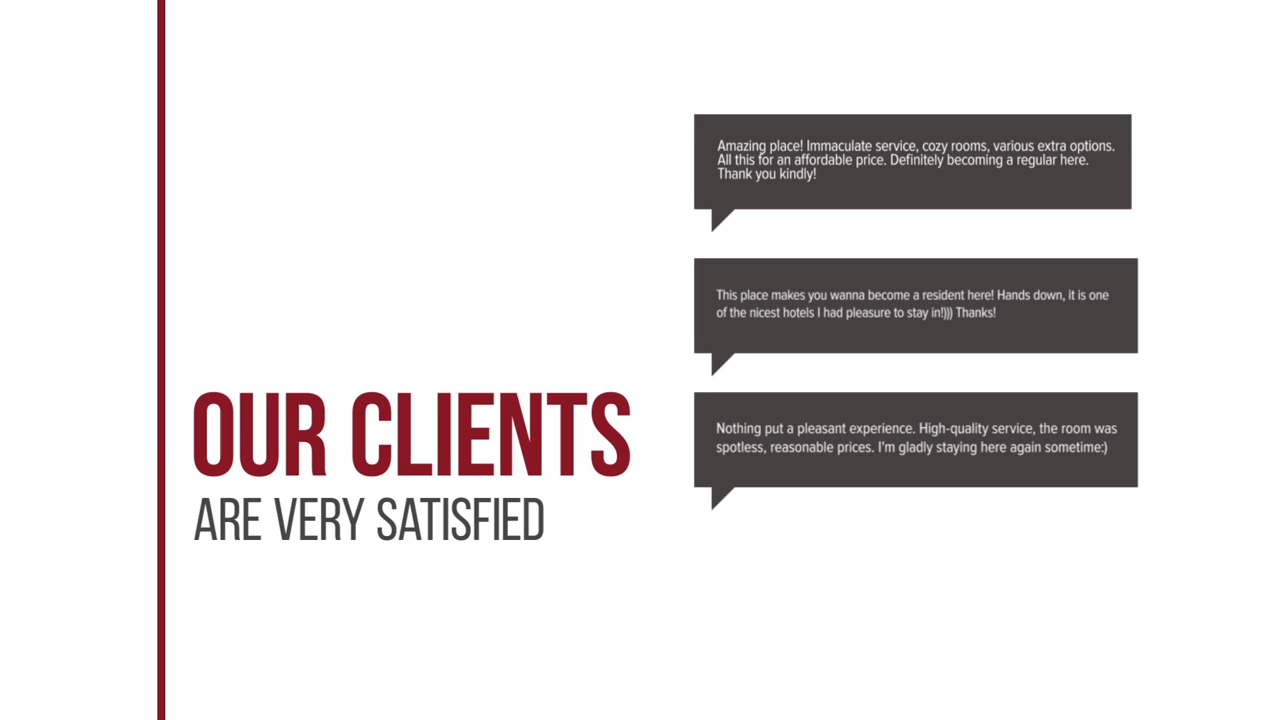 OUR CLIENTS
ARE VERY SATISFIED
Amazing place! Immaculate service, cozy rooms, various extra options.
All this for an affordable price. Definitely becoming a regular here.
Thank you kindly!
This place makes you wanna become a resident here! Hands down, it is one
of the nicest hotels I had pleasure to stay in!))) Thanks!
Nothing put a pleasant experience. High-quality service, the room was
spotless, reasonable prices. I'm gladly staying here again sometime:)